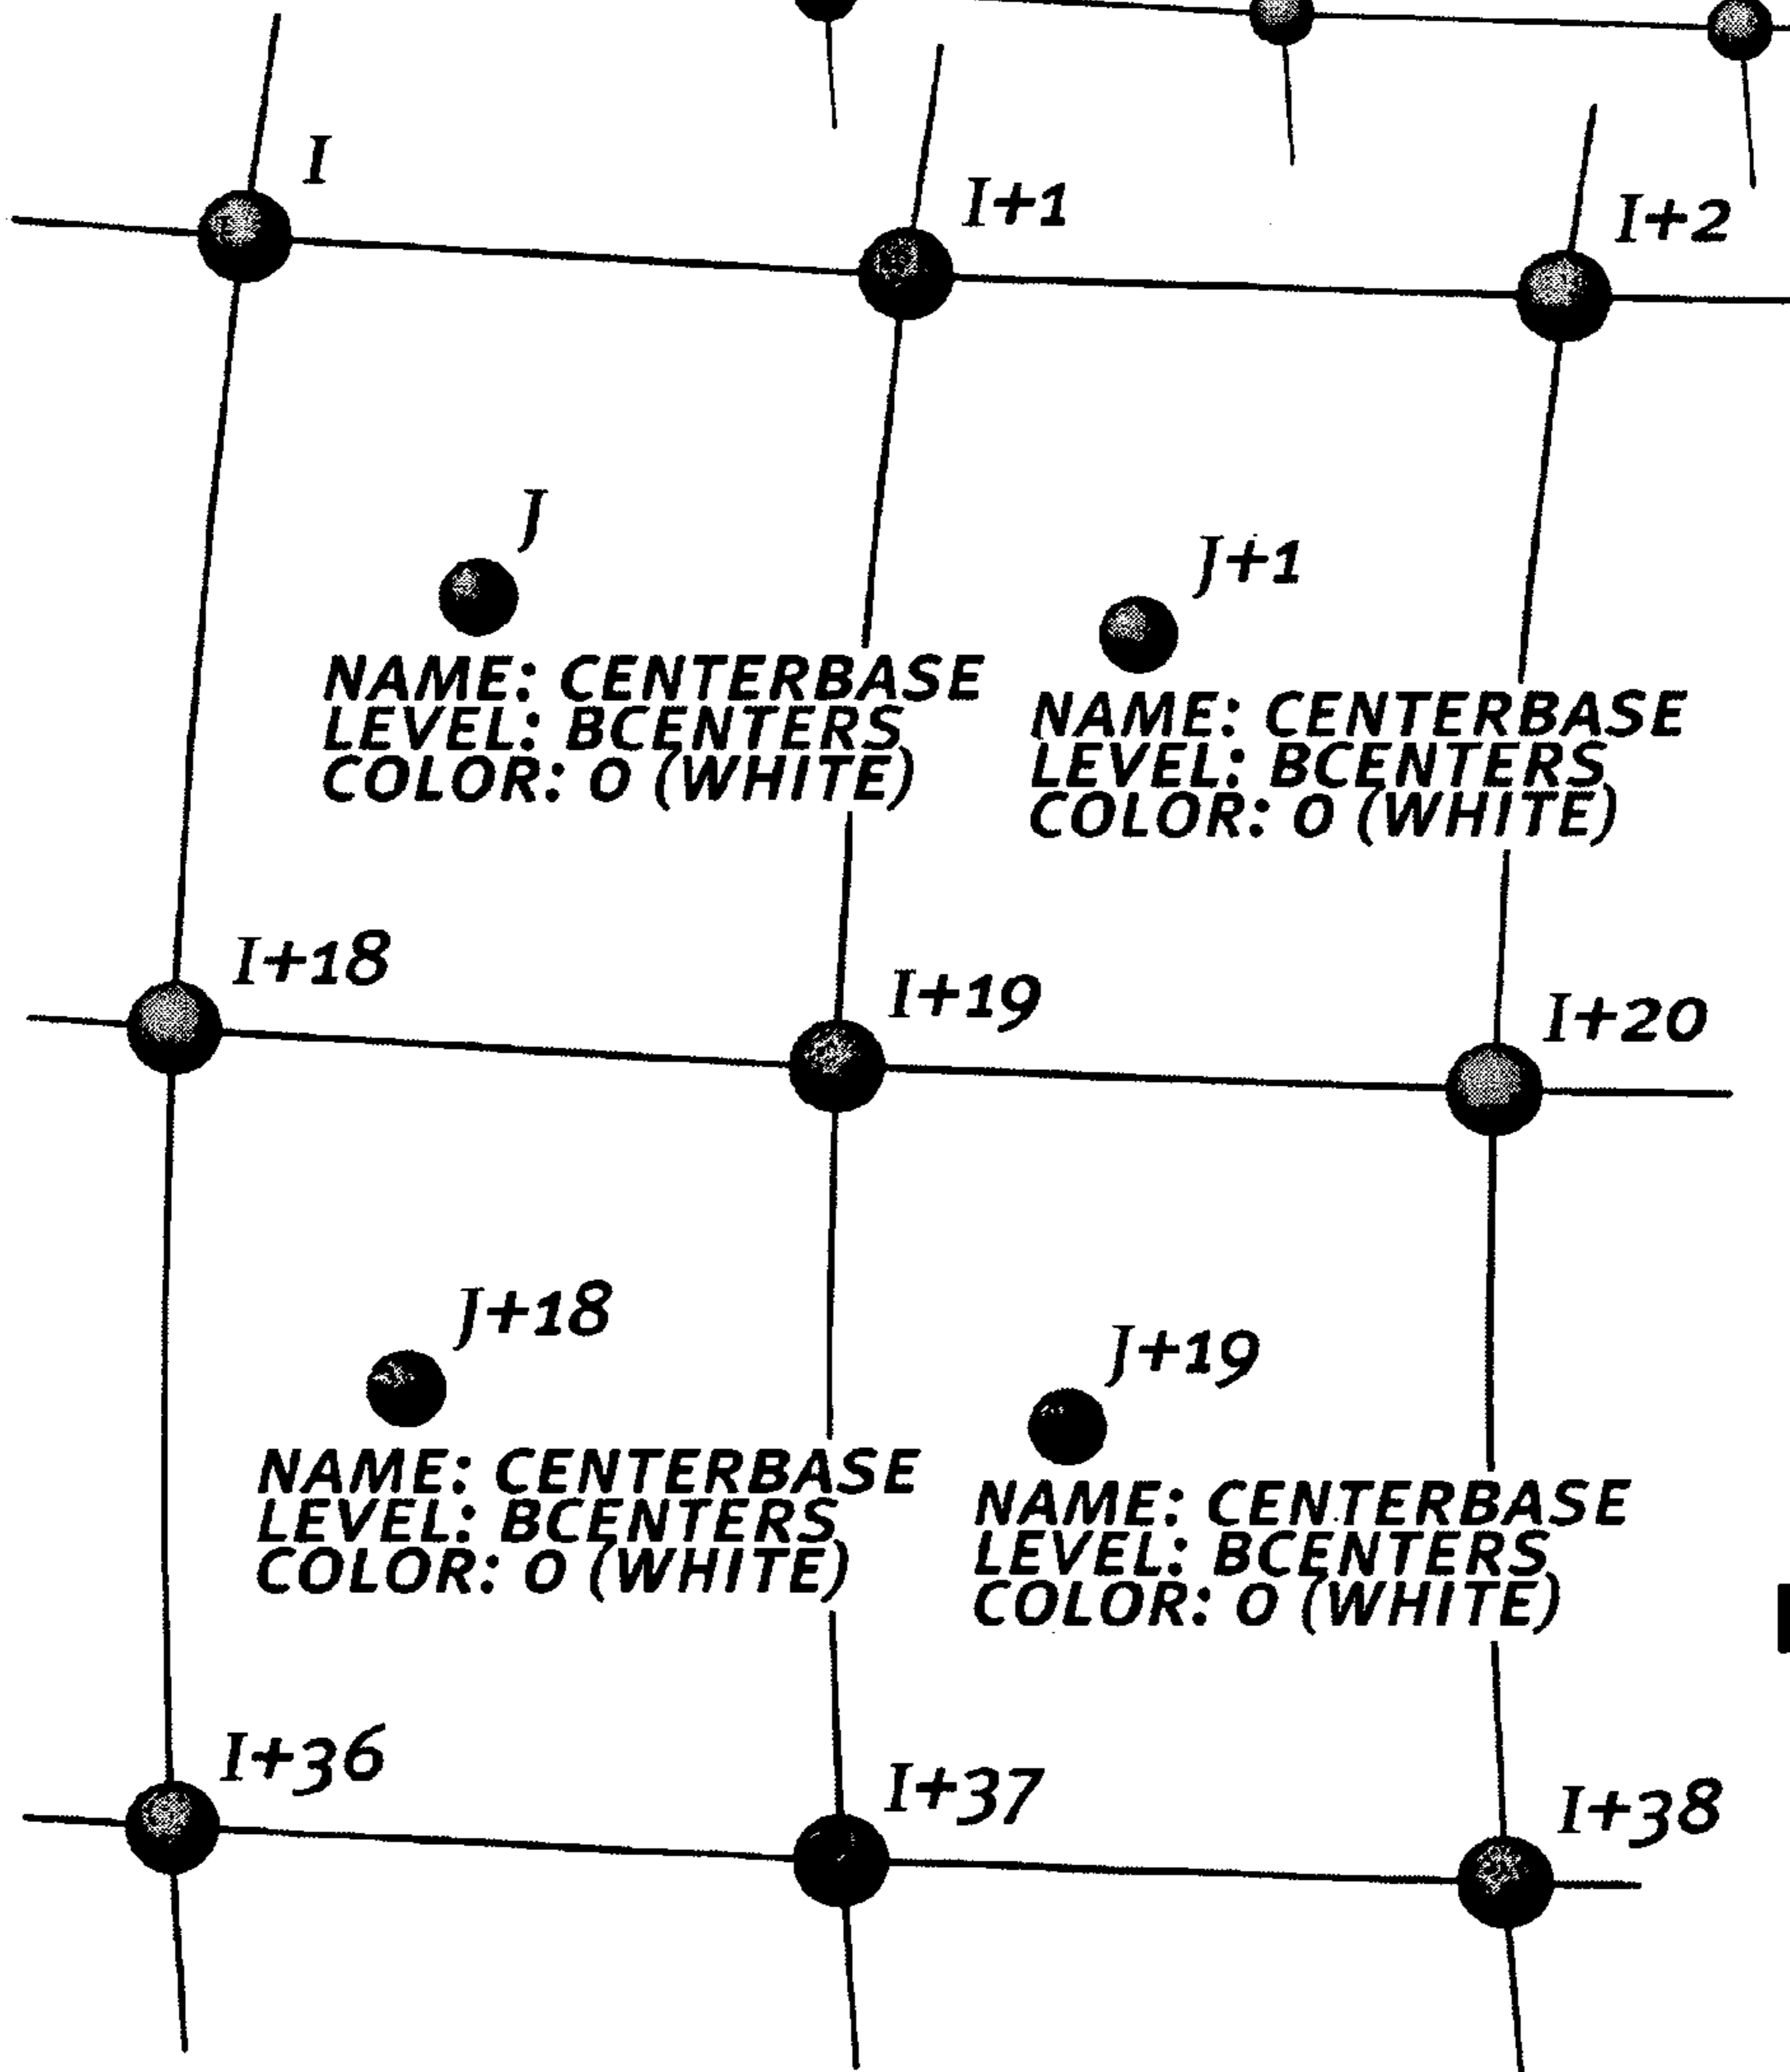 I
I+1
I+2
J
J+1
NAME: CENTERBASE
LEVEL: BCENTERS
COLOR: 0 (WHITE)
NAME: CENTERBASE
LEVEL: BCENTERS
COLOR: 0 (WHITE)
I+18
I+19
I+20
J+18
J+19
NAME: CENTERBASE
LEVEL: BCENTERS
COLOR: 0 (WHITE)
NAME: CENTERBASE
LEVEL: BCENTERS
COLOR: 0 (WHITE)
I+36
I+37
I+38